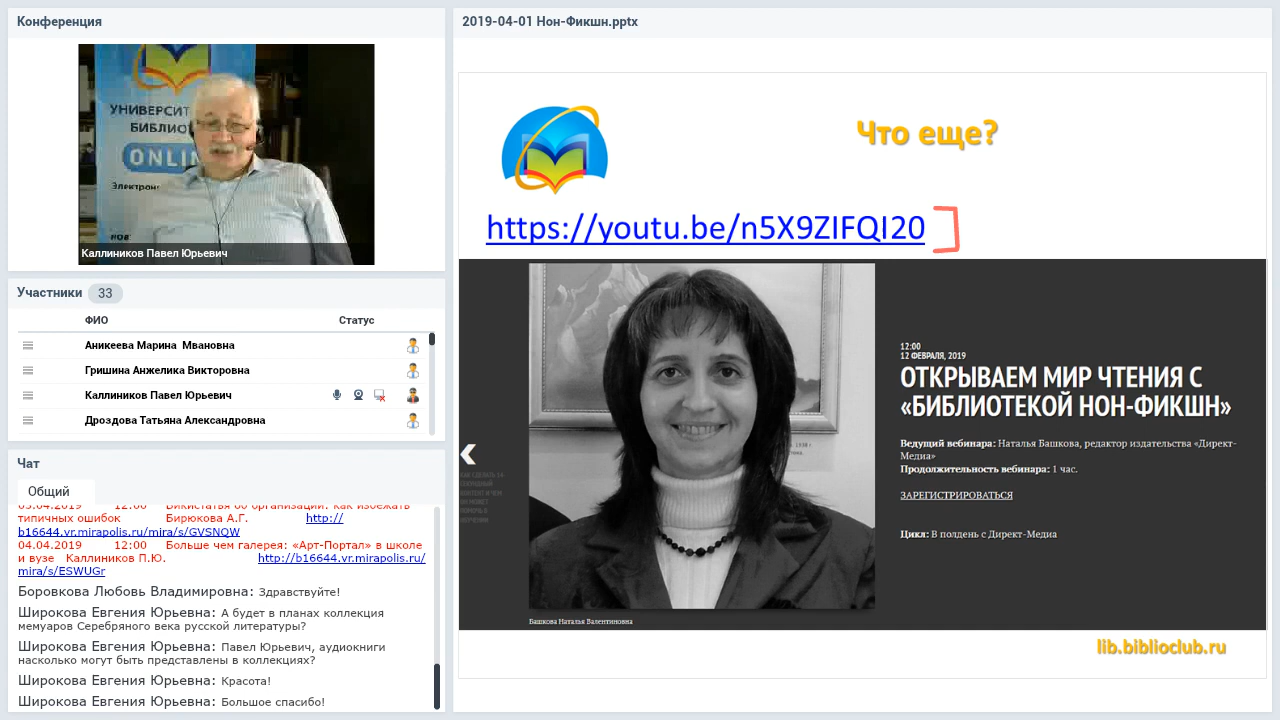 Конференция
УНИВЕРСИТ
БИБЛИО
ONLIN
Каллиников Павел Юрьевич
Участники 33
ФИО Статус
Аникеева Марина Мвановна
Гришина Анжелика Викторовна
Каллиников Павел Юрьевич
Дроздова Татьяна Александровна
Чат
Общий
типичных ошибок Бирюкова А.Г. http://
b16644.vr.mirapolis.ru/mira/s/GVSNQW
04.04.2019 12:00 Больше чем галерея: «Арт-Портал» в школе
и вузе Каллиников П.Ю. http://b16644.vr.mirapolis.ru/
mira/s/ESWUGr
Боровкова Любовь Владимировна: Здравствуйте!
Широкова Евгения Юрьевна: А будет в планах коллекция
мемуаров Серебряного века русской литературы?
Широкова Евгения Юрьевна: Павел Юрьевич, аудиокниги
насколько могут быть представлены в коллекциях?
Широкова Евгения Юрьевна: Красота!
Широкова Евгения Юрьевна: Большое спасибо!
2019-04-01 Нон-Фикшн.pptx
Что еще?
https://youtu.be/n5X9ZIFQI20
12:00
12 ФЕВРАЛЯ, 2019
ОТКРЫВАЕМ МИР ЧТЕНИЯ С
«БИБЛИОТЕКОЙ НОН-ФИКШН»
Ведущий вебинара: Наталья Башкова, редактор издательства «Директ-
Медиа»
Продолжительность вебинара: 1 час.
ЗАРЕГИСТРИРОВАТЬСЯ
Цикл: В полдень с Директ-Медиа
Башкова Наталья Валентиновна
lib.biblioclub.ru